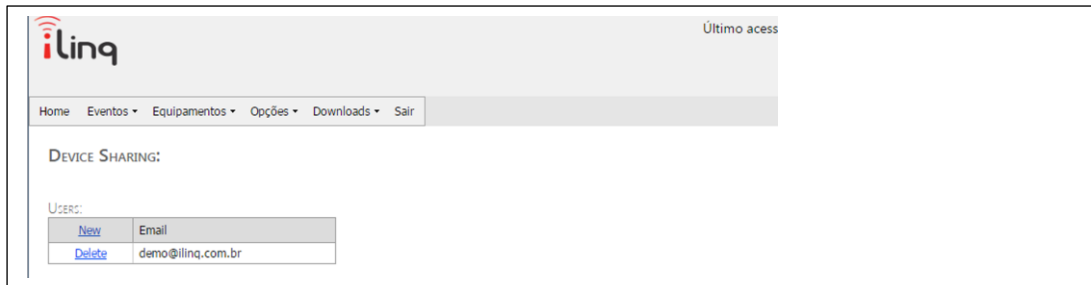 ilinq
Último acess
Home Eventos Equipamentos Opções Downloads Sair
DEVICE SHARING:
USERS:
New Email
Delete demo@ilinq.com.br